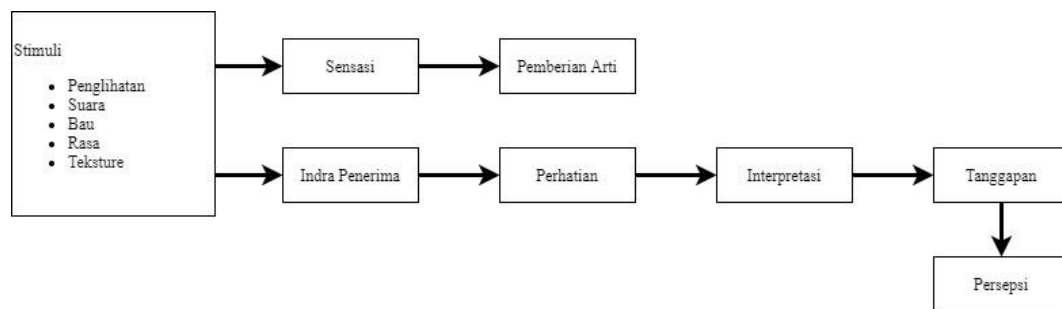 Stimuli
• Penglihatan
• Suara
• Bau
• Rasa
• Teksture
Sensasi
Pemberian Arti
Indra Penerima
Perhatian
Interpretasi
Tanggapan
Persepsi